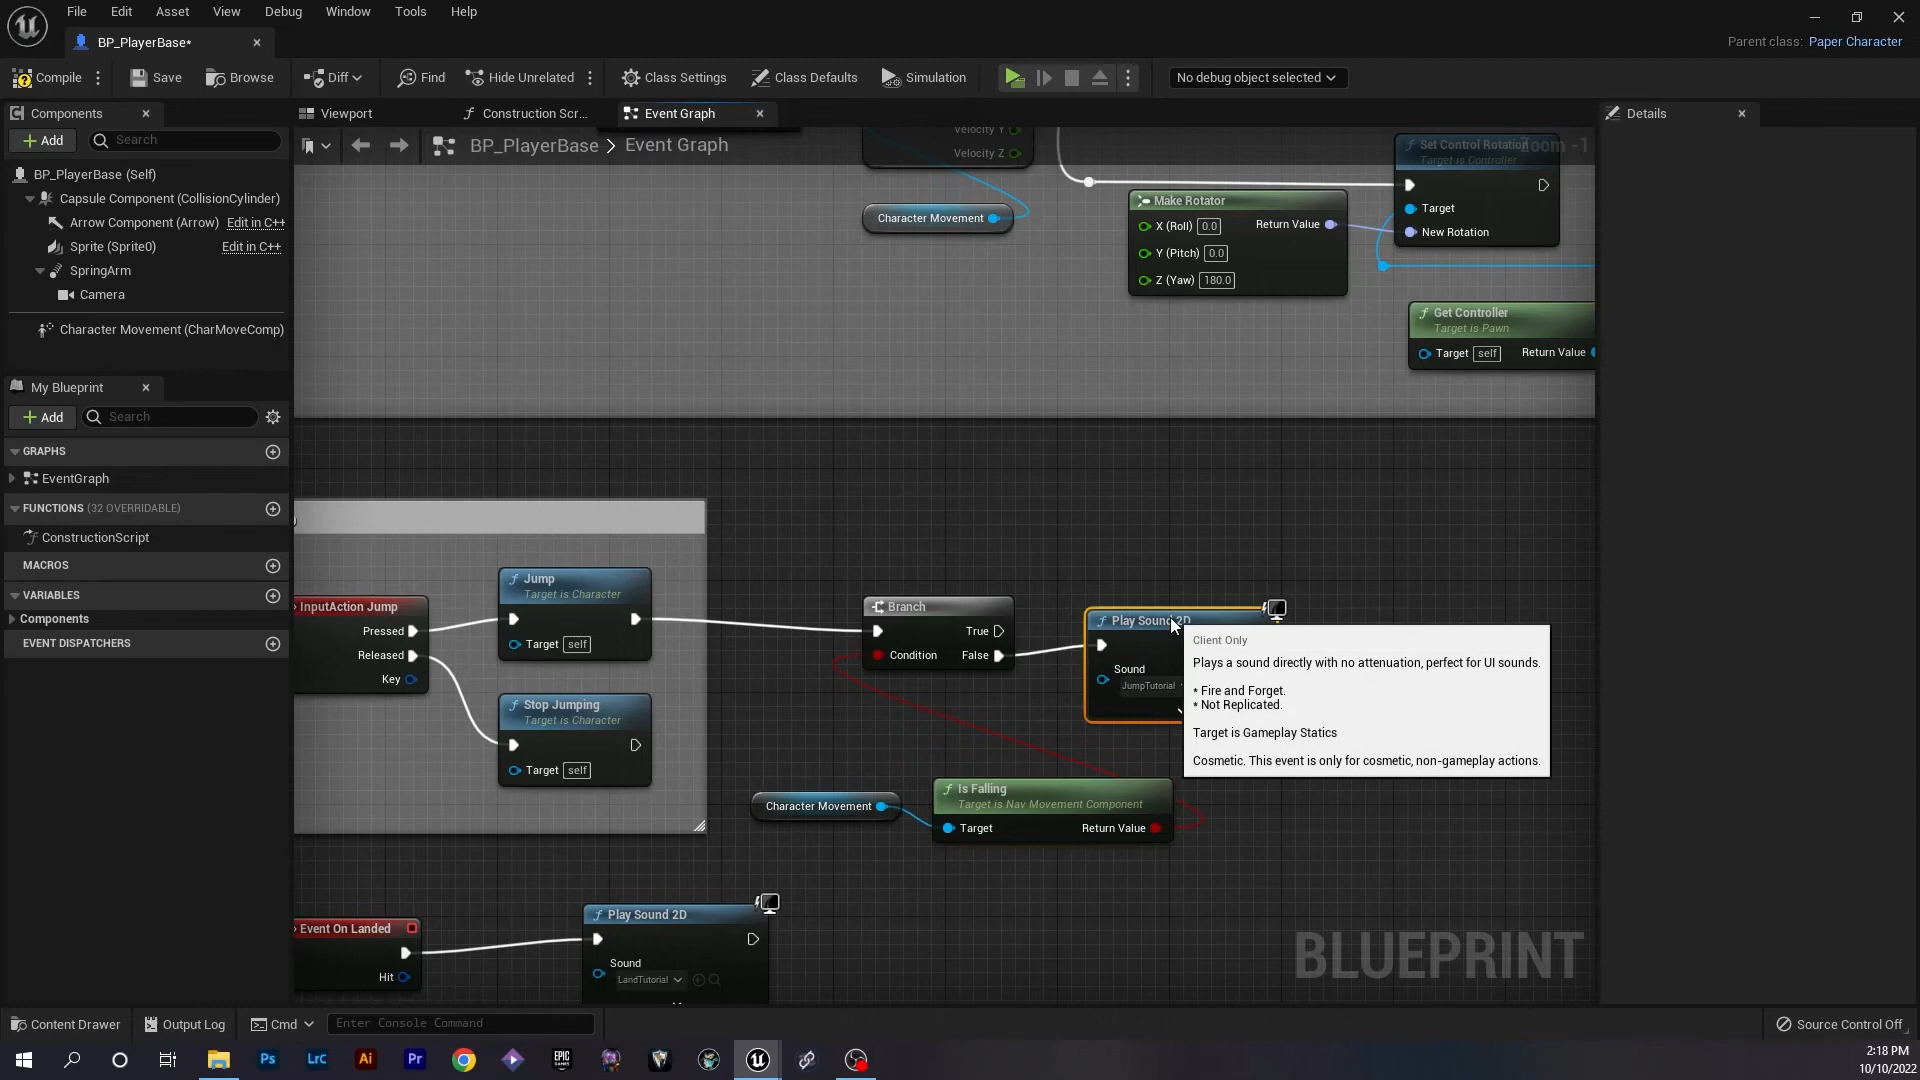 File Edit Asset View Debug Window Tools Help
BP_PlayerBase*
Parent class: Paper Character
Compile Save Browse Diff Find Hide Unrelated Class Settings Class Defaults Simulation No debug object selected
Components
Viewport
Construction Scr...
Event Graph
Details
Add Search
BP_PlayerBase > Event Graph
Zoom -1
BP_PlayerBase (Self)
Capsule Component (CollisionCylinder)
Arrow Component (Arrow) Edit in C++
Sprite (Sprite0) Edit in C++
SpringArm
Camera
Character Movement (CharMoveComp)
My Blueprint
Add Search
GRAPHS
EventGraph
FUNCTIONS (32 OVERRIDABLE)
ConstructionScript
MACROS
VARIABLES
Components
EVENT DISPATCHERS
Velocity Y
Velocity Z
Character Movement
Make Rotator
X (Roll) 0.0 Return Value
Y (Pitch) 0.0
Z (Yaw) 180.0
Set Control Rotation
Target is Controller
Target
New Rotation
Get Controller
Target is Pawn
Target self Return Value
InputAction Jump
Pressed
Released
Key
Jump
Target is Character
Target self
Stop Jumping
Target is Character
Target self
Branch
True
Condition False
Play Sound 2D
Sound
JumpTutorial
Client Only
Plays a sound directly with no attenuation, perfect for UI sounds.
* Fire and Forget.
* Not Replicated.
Target is Gameplay Statics
Cosmetic. This event is only for cosmetic, non-gameplay actions.
Character Movement
Is Falling
Target is Nav Movement Component
Target Return Value
Event On Landed
Hit
Play Sound 2D
Sound
LandTutorial
BLUEPRINT
Content Drawer Output Log Cmd Enter Console Command Source Control Off
Ps LrC Ai Pr EPIC GAMES
2:18 PM
10/10/2022